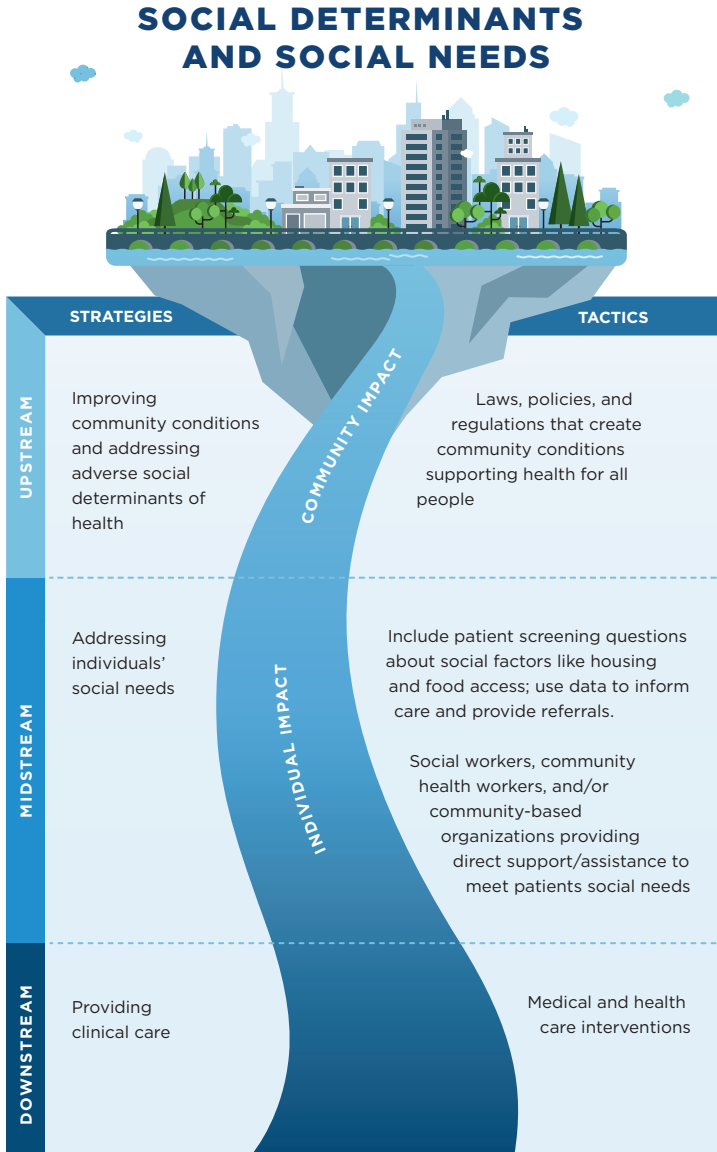 SOCIAL DETERMINANTS
AND SOCIAL NEEDS
STRATEGIES
TACTICS
UPSTREAM
Improving
community conditions
and addressing
adverse social
determinants of
health
COMMUNITY IMPACT
Laws, policies, and
regulations that create
community conditions
supporting health for all
people
MIDSTREAM
Addressing
individuals’
social needs
INDIVIDUAL IMPACT
Include patient screening questions
about social factors like housing
and food access; use data to inform
care and provide referrals.
Social workers, community
health workers, and/or
community-based
organizations providing
direct support/assistance to
meet patients social needs
DOWNSTREAM
Providing
clinical care
Medical and health
care interventions